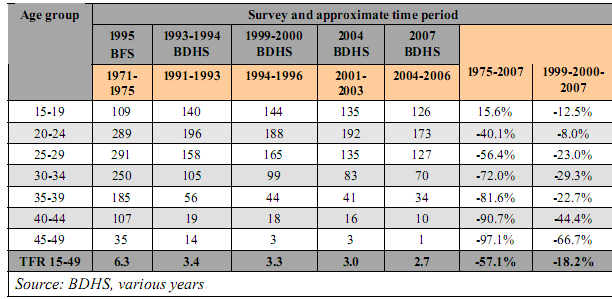 Age group Survey and approximate time period
1995 BFS 1993-1994 BDHS 1999-2000 BDHS 2004 BDHS 2007 BDHS
1971-1975 1991-1993 1994-1996 2001-2003 2004-2006 1975-2007 1999-2000-2007
15-19 109 140 144 135 126 15.6% -12.5%
20-24 289 196 188 192 173 -40.1% -8.0%
25-29 291 158 165 135 127 -56.4% -23.0%
30-34 250 105 99 83 70 -72.0% -29.3%
35-39 185 56 44 41 34 -81.6% -22.7%
40-44 107 19 18 16 10 -90.7% -44.4%
45-49 35 14 3 3 1 -97.1% -66.7%
TFR 15-49 6.3 3.4 3.3 3.0 2.7 -57.1% -18.2%
Source: BDHS, various years